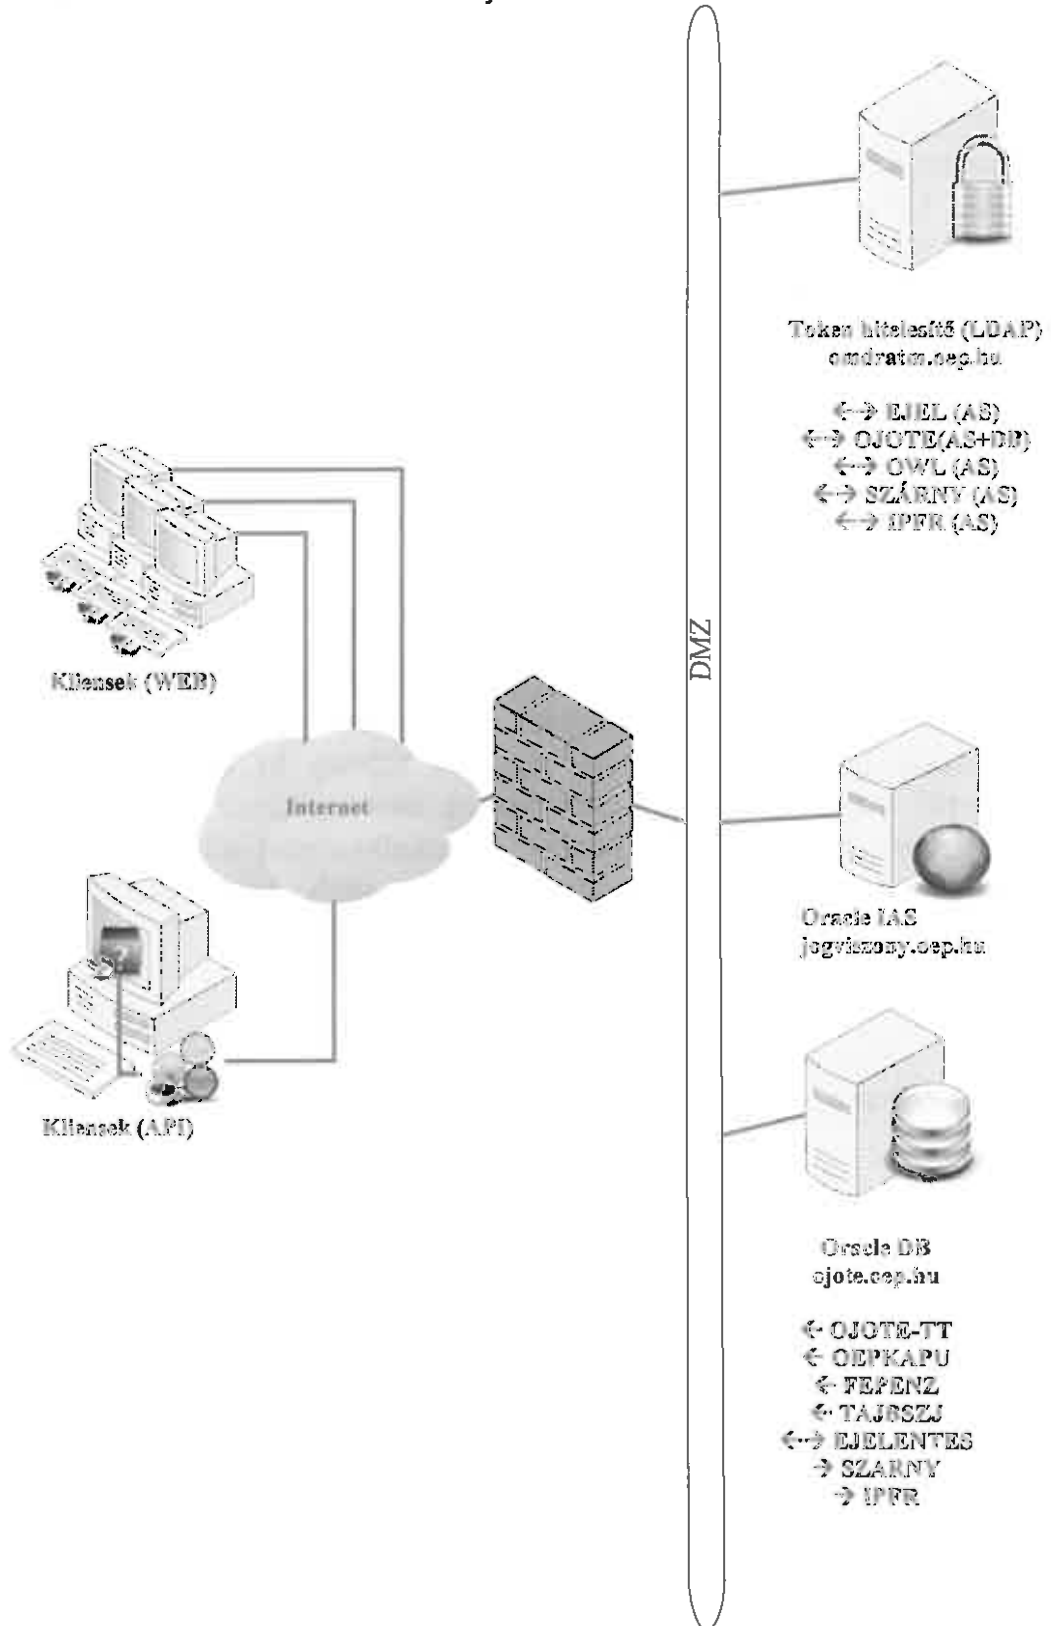 Token hitelesítő (LDAP)
omdratm.oep.hu
<--> EJEL (AS)
<--> OJOTE(AS+DB)
<--> OWL (AS)
<--> SZÁRNY (AS)
<--> IPFR (AS)
DMZ
Kliensek (WEB)
Internet
Oracle IAS
jogviszony.oep.hu
Kliensek (API)
Oracle DB
ojote.oep.hu
<- OJOTE-TT
<- OEPKAPU
<- FEPENZ
<- TAJBSZJ
<--> EJELENTES
-> SZARNY
-> IPFR